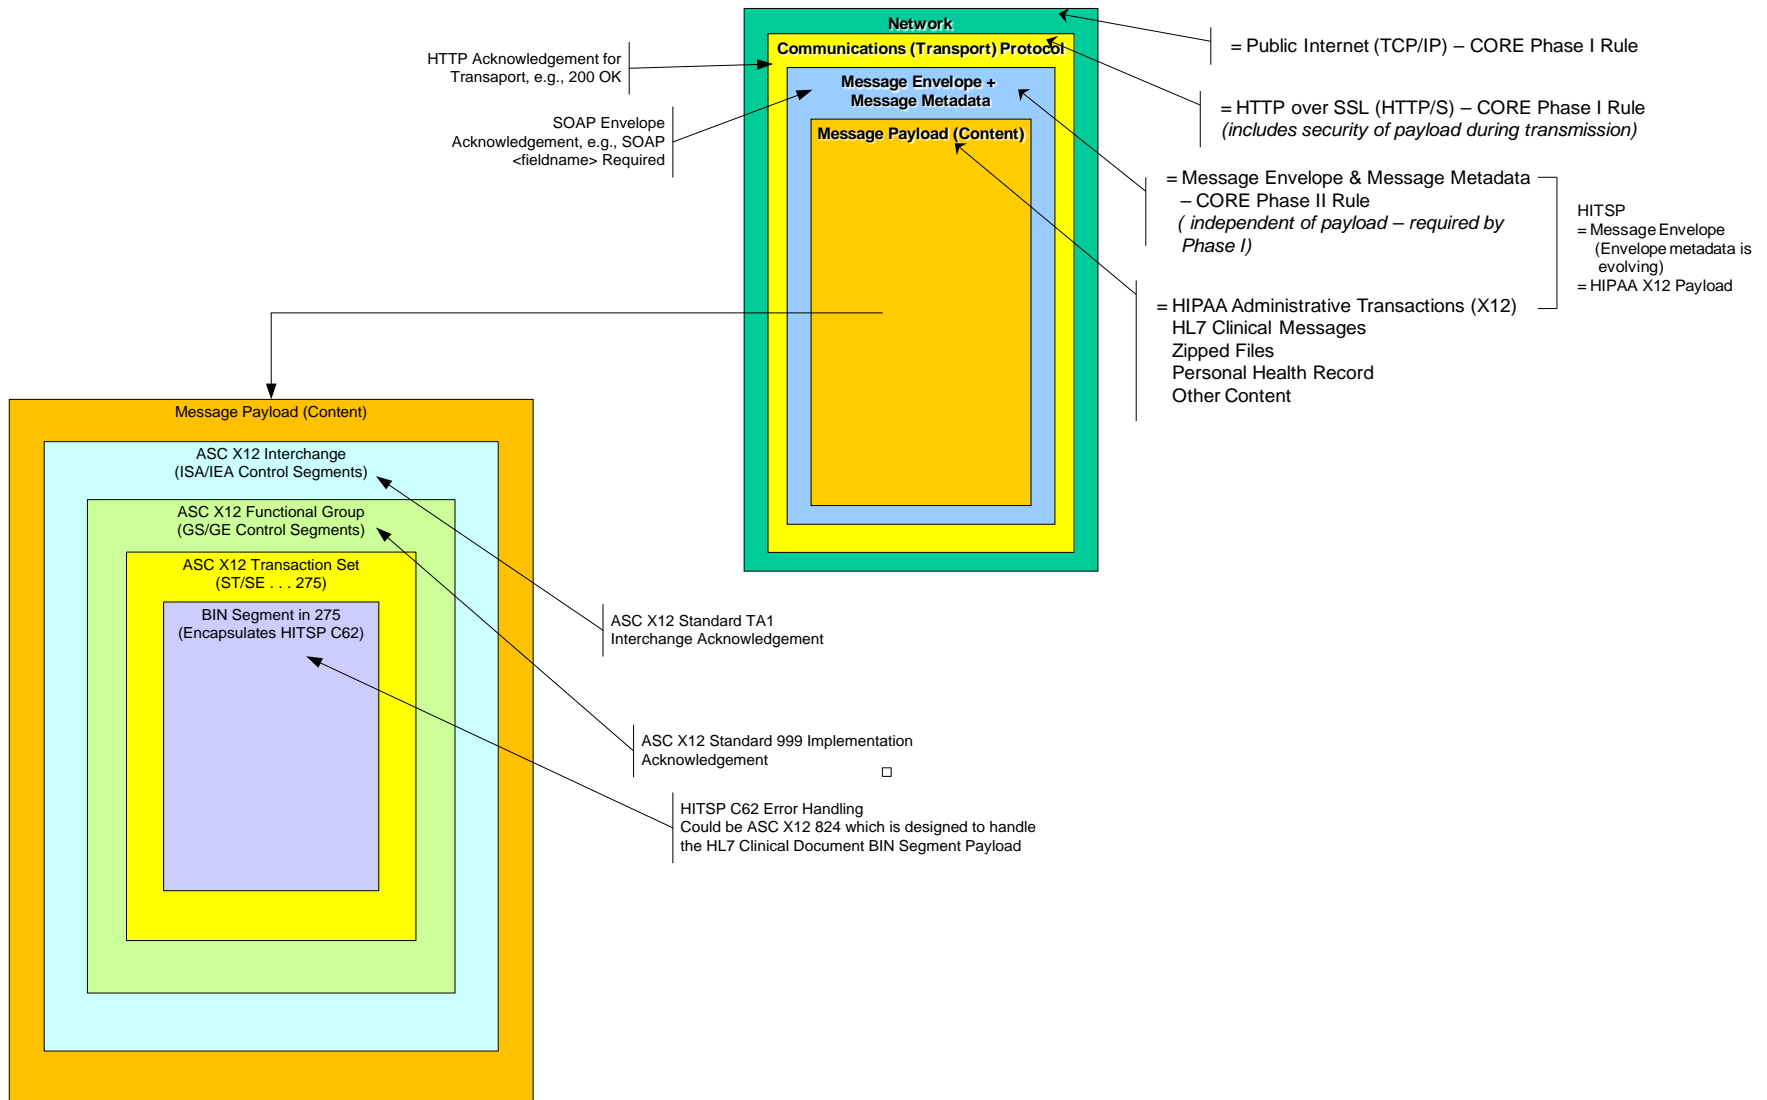 Network
Communications (Transport) Protocol
Message Envelope +
Message Metadata
Message Payload (Content)
HTTP Acknowledgement for
Transaport, e.g., 200 OK
SOAP Envelope
Acknowledgement, e.g., SOAP
<fieldname> Required
= Public Internet (TCP/IP) – CORE Phase I Rule
= HTTP over SSL (HTTP/S) – CORE Phase I Rule
(includes security of payload during transmission)
= Message Envelope & Message Metadata
– CORE Phase II Rule
( independent of payload – required by
Phase I)
HITSP
= Message Envelope
(Envelope metadata is
evolving)
= HIPAA X12 Payload
= HIPAA Administrative Transactions (X12)
HL7 Clinical Messages
Zipped Files
Personal Health Record
Other Content
Message Payload (Content)
ASC X12 Interchange
(ISA/IEA Control Segments)
ASC X12 Functional Group
(GS/GE Control Segments)
ASC X12 Transaction Set
(ST/SE . . . 275)
BIN Segment in 275
(Encapsulates HITSP C62)
ASC X12 Standard TA1
Interchange Acknowledgement
ASC X12 Standard 999 Implementation
Acknowledgement
HITSP C62 Error Handling
Could be ASC X12 824 which is designed to handle
the HL7 Clinical Document BIN Segment Payload